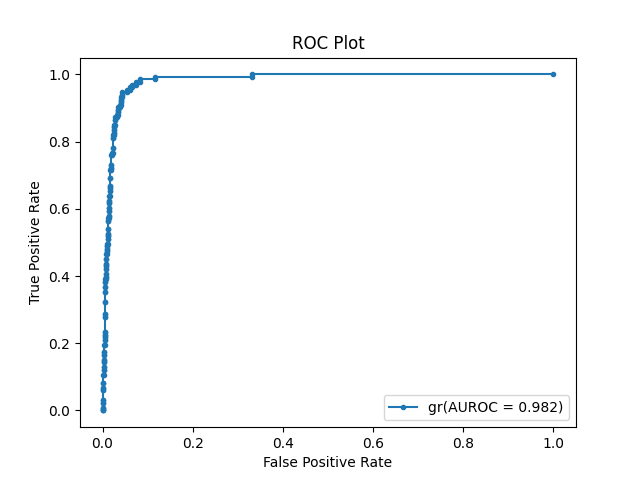 ROC Plot
True Positive Rate
1.0
0.8
0.6
0.4
0.2
0.0
0.0 0.2 0.4 0.6 0.8 1.0
False Positive Rate
gr(AUROC = 0.982)